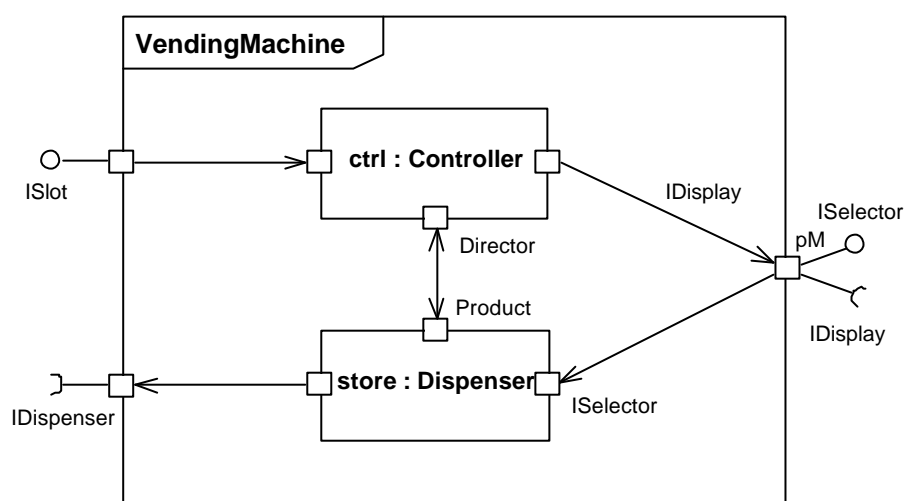 VendingMachine
ctrl : Controller
ISlot
IDisplay
ISelector
pM
Director
Product
IDisplay
store : Dispenser
ISelector
IDispenser